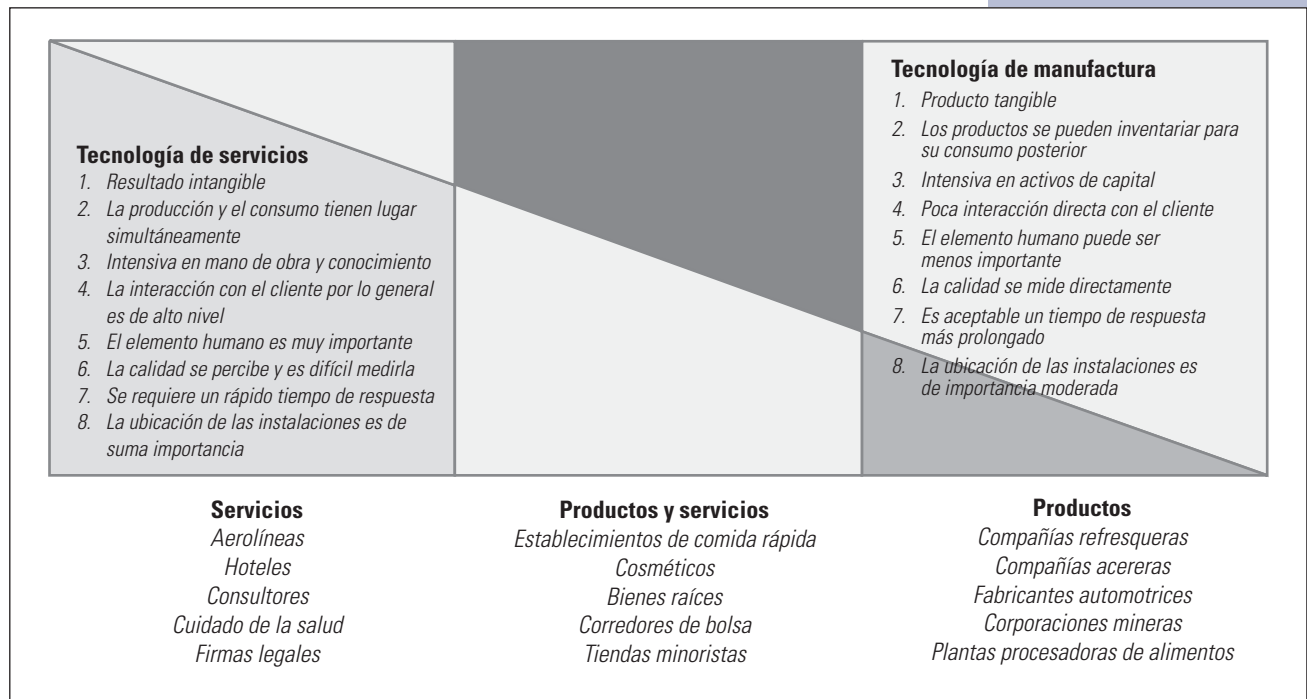 Tecnología de servicios
1. Resultado intangible
2. La producción y el consumo tienen lugar
simultáneamente
3. Intensiva en mano de obra y conocimiento
4. La interacción con el cliente por lo general
es de alto nivel
5. El elemento humano es muy importante
6. La calidad se percibe y es difícil medirla
7. Se requiere un rápido tiempo de respuesta
8. La ubicación de las instalaciones es de
suma importancia
Tecnología de manufactura
1. Producto tangible
2. Los productos se pueden inventariar para
su consumo posterior
3. Intensiva en activos de capital
4. Poca interacción directa con el cliente
5. El elemento humano puede ser
menos importante
6. La calidad se mide directamente
7. Es aceptable un tiempo de respuesta
más prolongado
8. La ubicación de las instalaciones es
de importancia moderada
Servicios
Aerolíneas
Hoteles
Consultores
Cuidado de la salud
Firmas legales
Productos y servicios
Establecimientos de comida rápida
Cosméticos
Bienes raíces
Corredores de bolsa
Tiendas minoristas
Productos
Compañías refresqueras
Compañías acereras
Fabricantes automotrices
Corporaciones mineras
Plantas procesadoras de alimentos